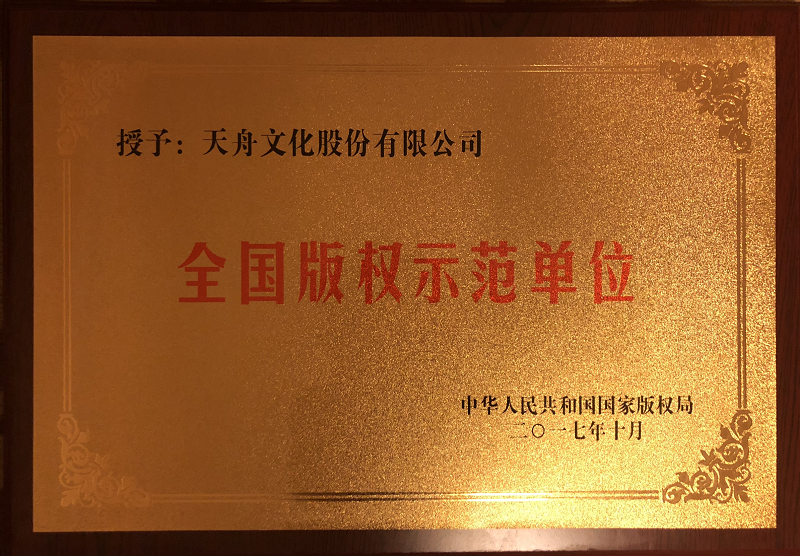 授予：天舟文化股份有限公司
全国版权示范单位
中华人民共和国国家版权局
二〇一七年十月